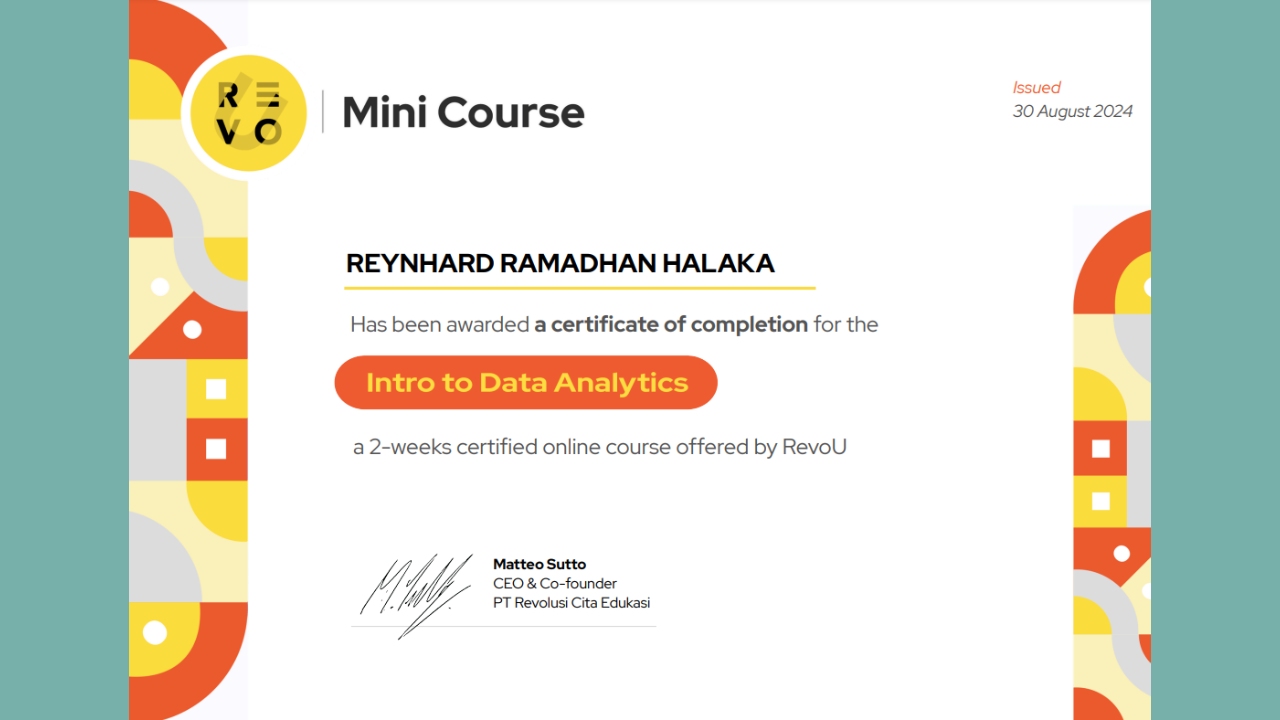 RE
VO
Mini Course
Issued
30 August 2024
REYNHARD RAMADHAN HALAKA
Has been awarded a certificate of completion for the
Intro to Data Analytics
a 2-weeks certified online course offered by RevoU
Matteo Sutto
CEO & Co-founder
PT Revolusi Cita Edukasi